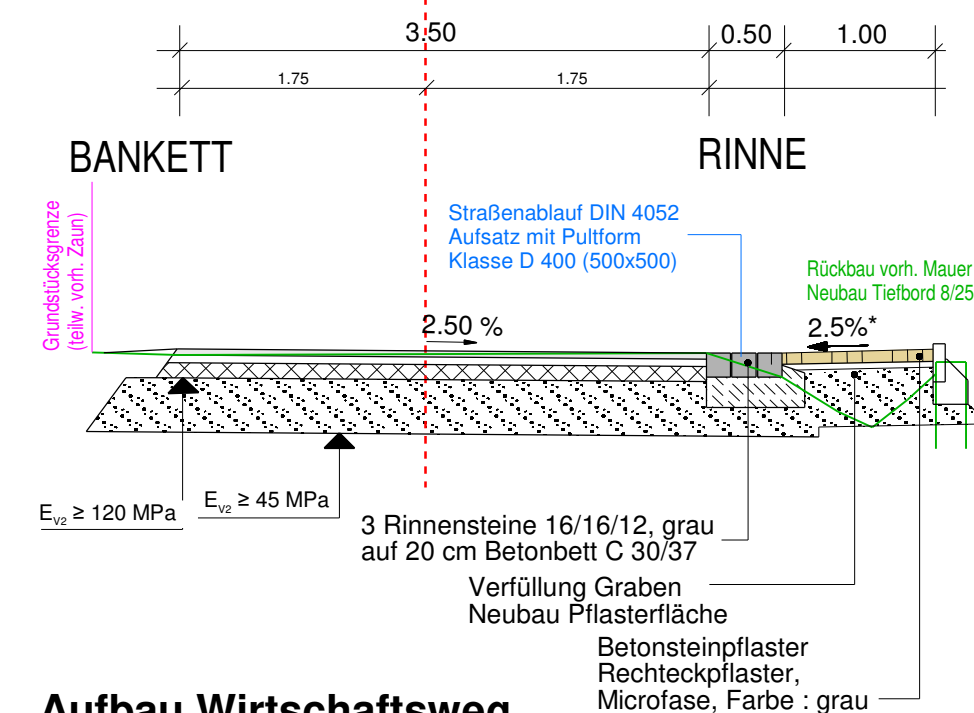 3.50
0.50
1.00
1.75
1.75
BANKETT
RINNE
Grundstücksgrenze
(teilw. vorh. Zaun)
Straßenablauf DIN 4052
Aufsatz mit Pultform
Klasse D 400 (500x500)
Rückbau vorh. Mauer
Neubau Tiefbord 8/25
2.50 %
2.5%*
EV2 ≥ 120 MPa
EV2 ≥ 45 MPa
3 Rinnensteine 16/16/12, grau
auf 20 cm Betonbett C 30/37
Verfüllung Graben
Neubau Pflasterfläche
Betonsteinpflaster
Rechteckpflaster,
Microfase, Farbe : grau
Aufbau Wirtschaftsweg